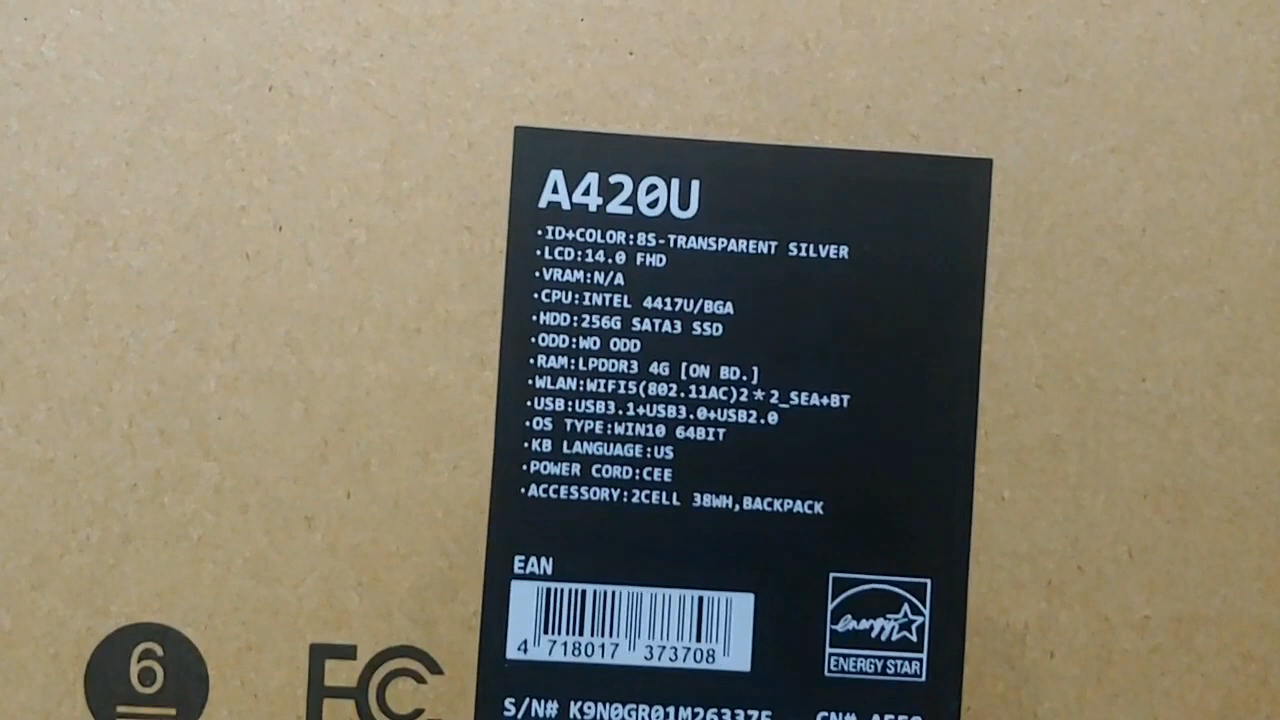 A420U
·ID+COLOR:8S-TRANSPARENT SILVER
·LCD:14.0 FHD
·VRAM:N/A
·CPU:INTEL 4417U/BGA
·HDD:256G SATA3 SSD
·ODD:WO ODD
·RAM:LPDDR3 4G [ON BD.]
·WLAN:WIFI5(802.11AC)2*2_SEA+BT
·USB:USB3.1+USB3.0+USB2.0
·OS TYPE:WIN10 64BIT
·KB LANGUAGE:US
·POWER CORD:CEE
·ACCESSORY:2CELL 38WH,BACKPACK
EAN
4 718017 373708
energy
ENERGY STAR
6
FC
S/N#